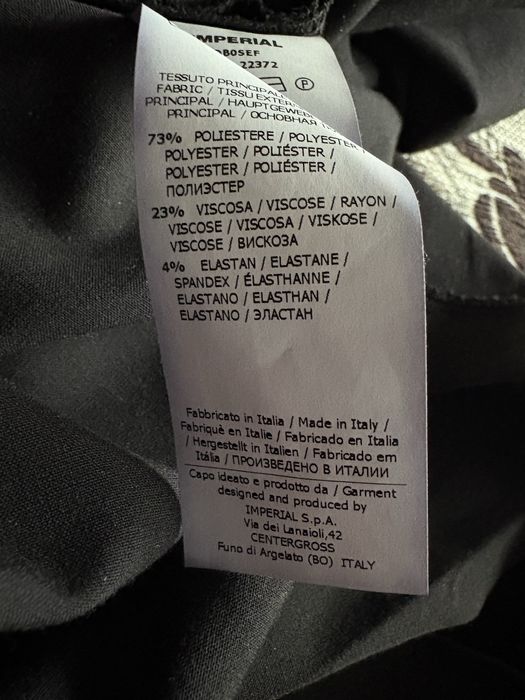 IMPERIAL
22372
P
TESSUTO
FABRIC / TISSU
PRINCIPAL /
PRINCIPAL / ОСНОВНАЯ
73% POLIESTERE / POLYESTER
POLYESTER / POLIÉSTER /
POLYESTER / POLIÉSTER /
ПОЛИЭСТЕР
23% VISCOSA / VISCOSE / RAYON /
VISCOSE / VISCOSA / VISKOSE /
VISCOSE / ВИСКОЗА
4% ELASTAN / ELASTANE /
SPANDEX / ÉLASTHANNE /
ELASTANO / ELASTHAN /
ELASTANO / ЭЛАСТАН
Fabbricato in Italia / Made in Italy /
Fabriquè en Italie / Fabricado en Italia
/ Hergestellt in Italien / Fabricado em
Itália / ПРОИЗВЕДЕНО В ИТАЛИИ
Capo ideato e prodotto da / Garment
designed and produced by
IMPERIAL S.p.A.
Via dei Lanaioli,42
CENTERGROSS
Funo di Argelato (BO) ITALY